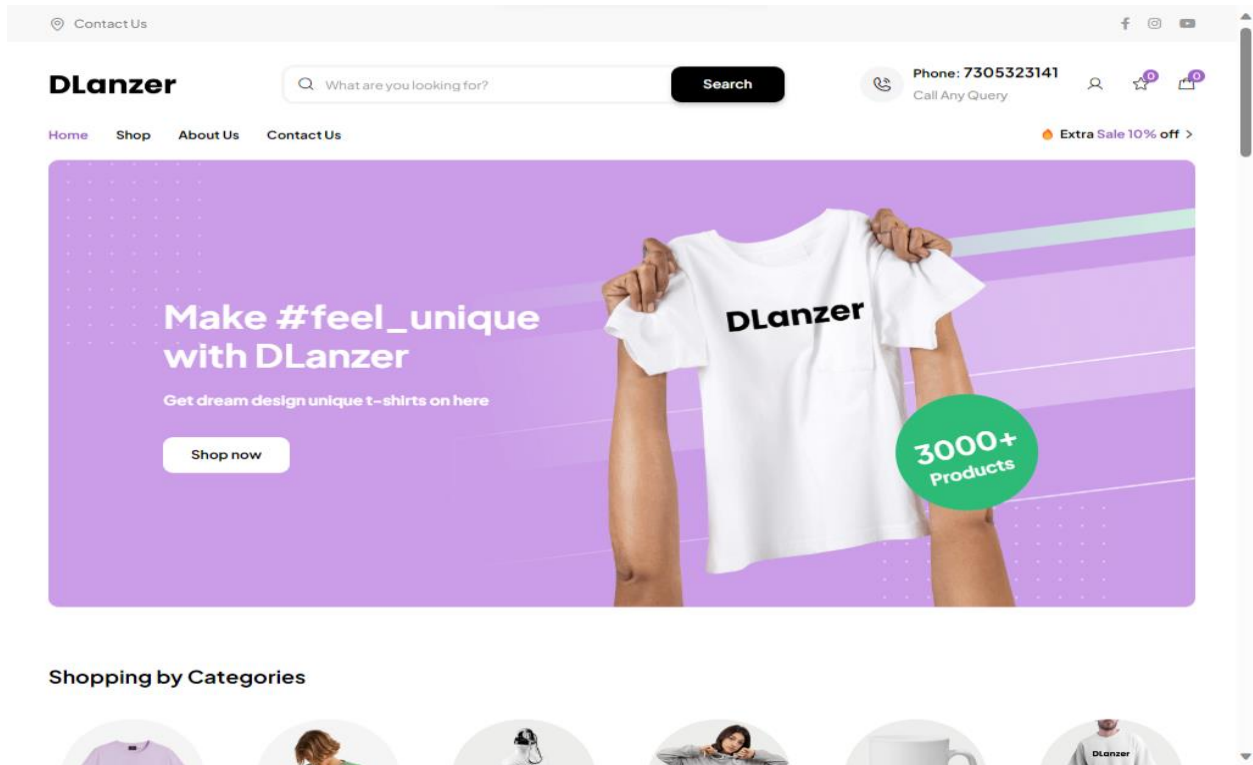 Contact Us
DLanzer
What are you looking for?
Search
Phone: 7305323141
Call Any Query
0
0
Home
Shop
About Us
Contact Us
Extra Sale 10% off >
Make #feel_unique
with DLanzer
Get dream design unique t-shirts on here
Shop now
DLanzer
3000+
Products
Shopping by Categories
DLanzer